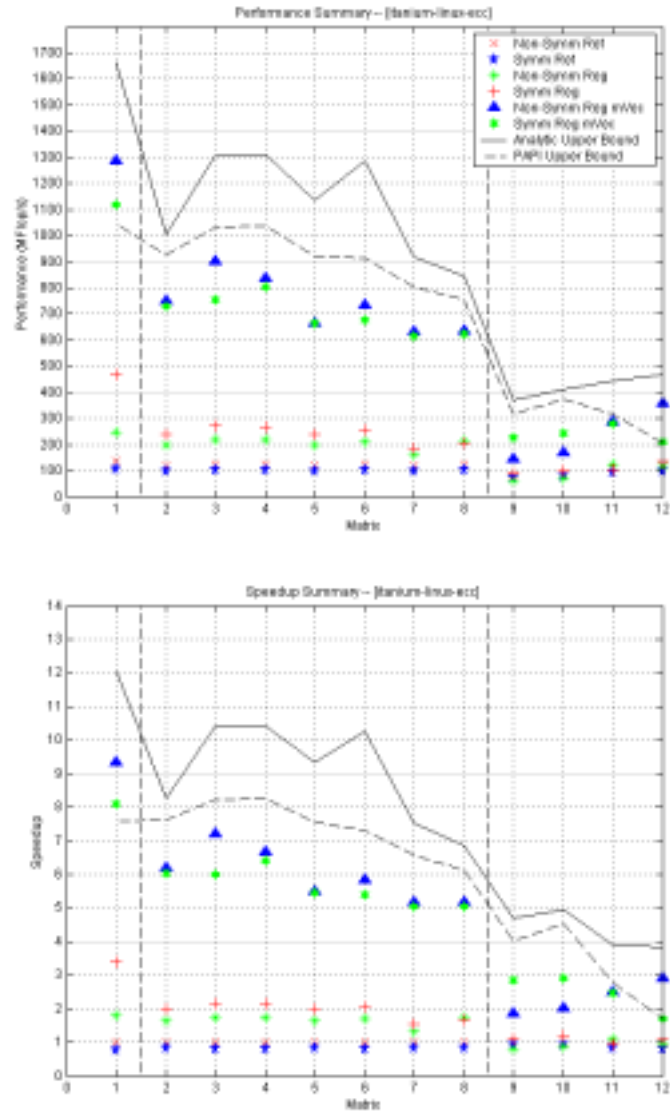 Performance Summary -- [itanium-linux-ecc]
1700
1600
1500
1400
1300
1200
1100
1000
900
800
700
600
500
400
300
200
100
0
Performance (MFlop/s)
Non-Symm Ref
Symm Ref
Non-Symm Reg
Symm Reg
Non-Symm Reg mVec
Symm Reg mVec
Analytic Upper Bound
PAPI Upper Bound
0 1 2 3 4 5 6 7 8 9 10 11 12
Matrix
Speedup Summary -- [itanium-linux-ecc]
14
13
12
11
10
9
8
7
6
5
4
3
2
1
0
Speedup
0 1 2 3 4 5 6 7 8 9 10 11 12
Matrix